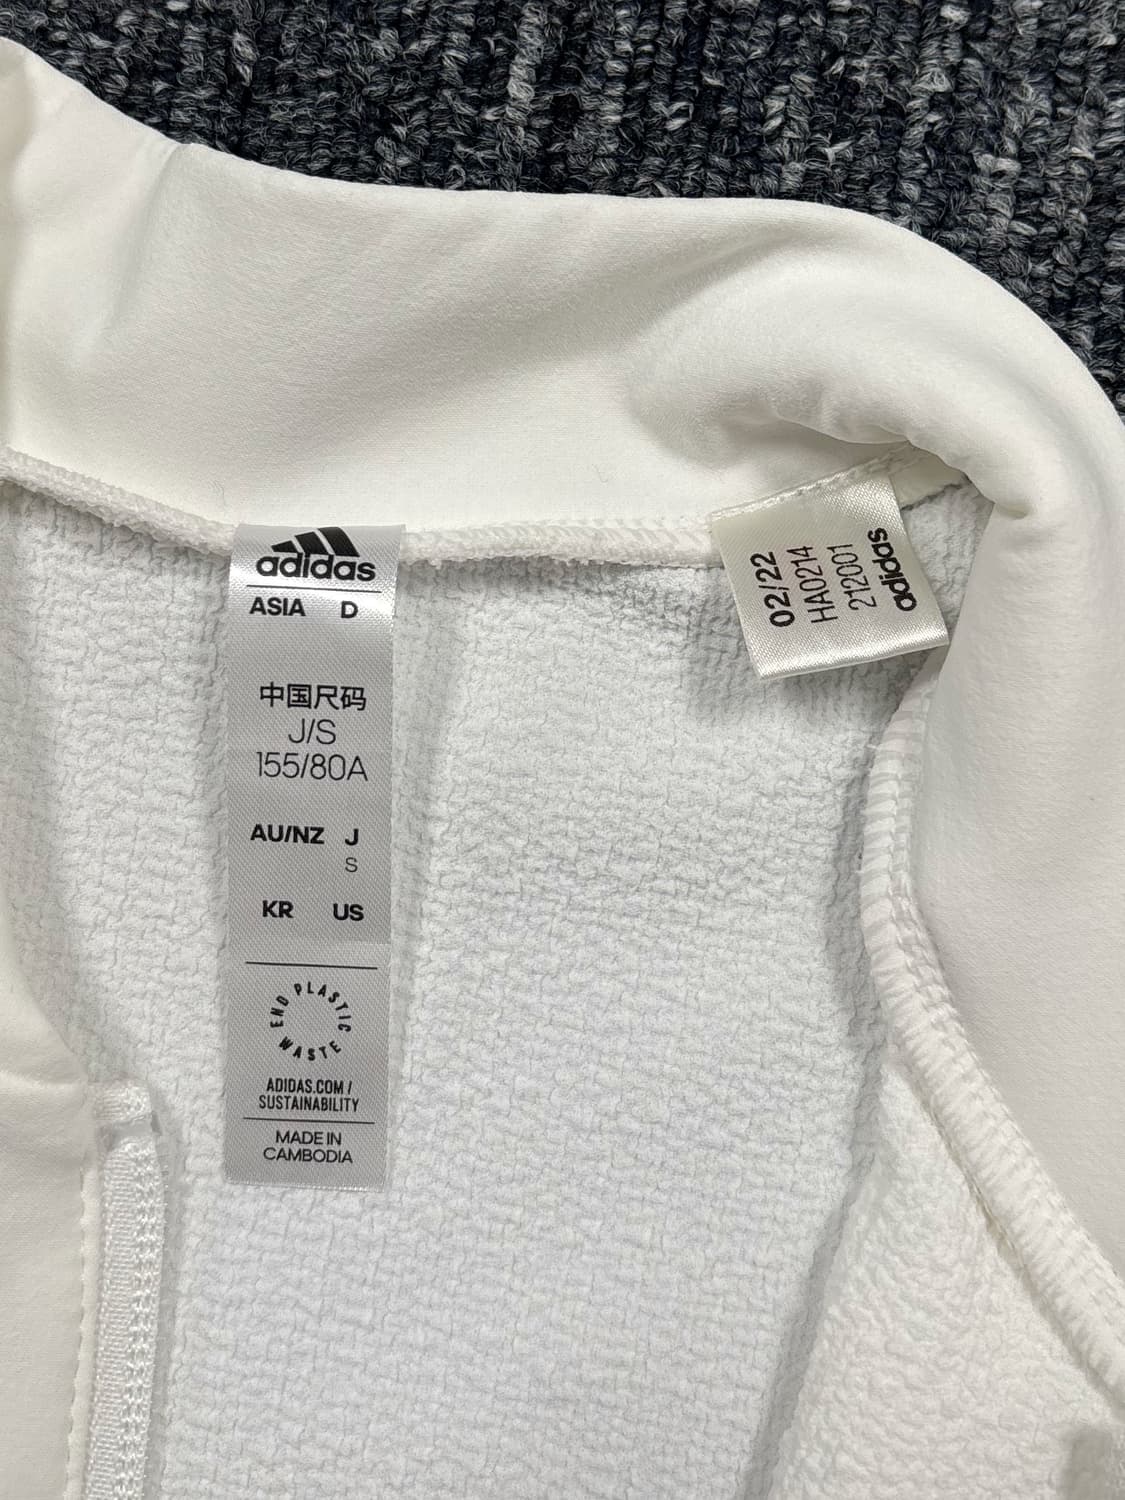 adidas
ASIA D
中国尺码
J/S
155/80A
AU/NZ J
S
KR US
END PLASTIC WASTE
ADIDAS.COM /
SUSTAINABILITY
MADE IN
CAMBODIA
02/22
HA0214
212001
adidas